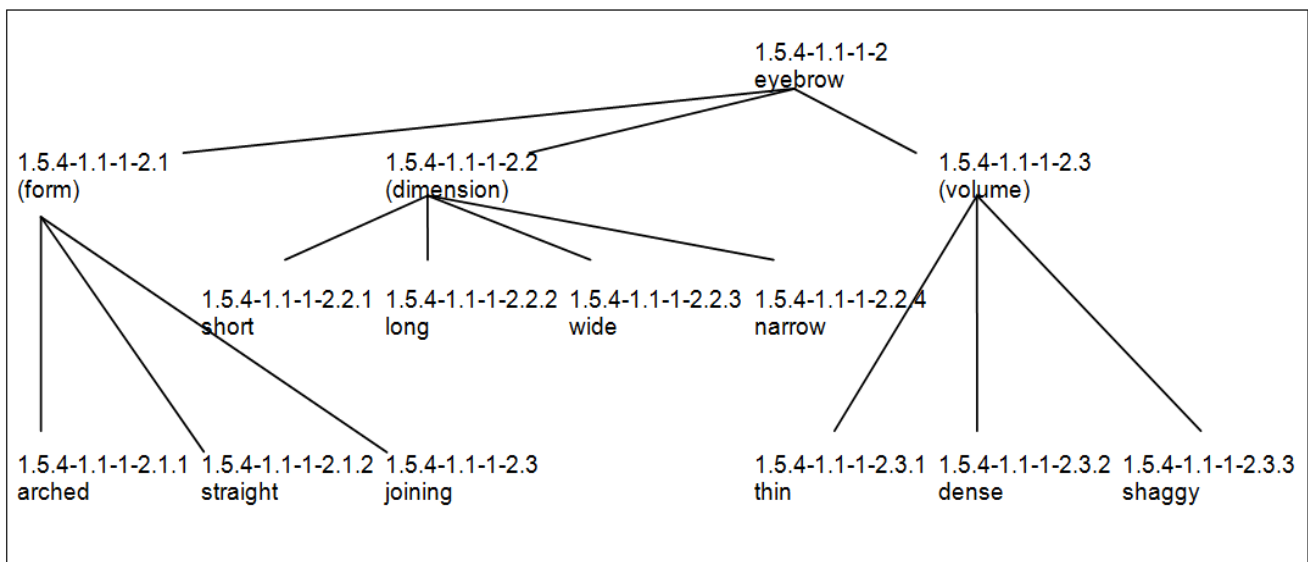 1.5.4-1.1-1-2
eyebrow
1.5.4-1.1-1-2.1
(form)
1.5.4-1.1-1-2.2
(dimension)
1.5.4-1.1-1-2.3
(volume)
1.5.4-1.1-1-2.2.1
short
1.5.4-1.1-1-2.2.2
long
1.5.4-1.1-1-2.2.3
wide
1.5.4-1.1-1-2.2.4
narrow
1.5.4-1.1-1-2.1.1
arched
1.5.4-1.1-1-2.1.2
straight
1.5.4-1.1-1-2.3
joining
1.5.4-1.1-1-2.3.1
thin
1.5.4-1.1-1-2.3.2
dense
1.5.4-1.1-1-2.3.3
shaggy